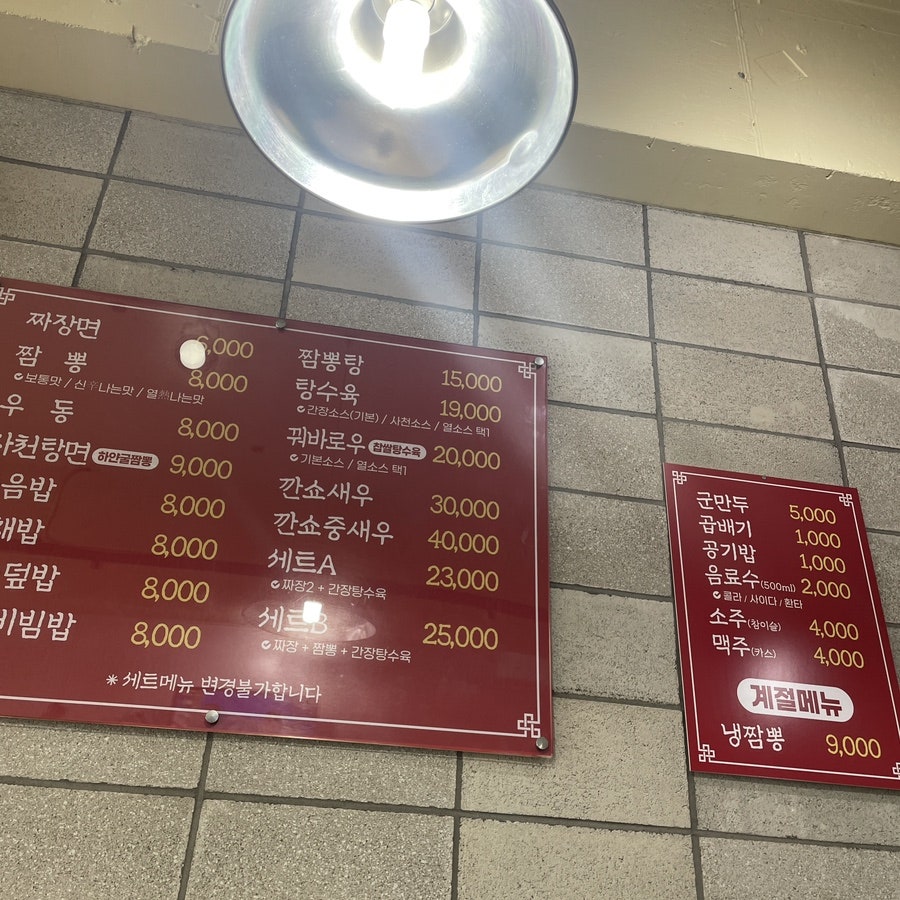 짜장면 6,000
짬 뽕 8,000
보통맛 / 신辛나는맛 / 열熱나는맛
우 동 8,000
사천탕면 하얀굴짬뽕 9,000
음밥 8,000
밥 8,000
덮밥 8,000
비빔밥 8,000
짬뽕탕 15,000
탕수육 19,000
간장소스(기본) / 사천소스 / 열소스 택1
꿔바로우 찹쌀탕수육 20,000
기본소스 / 열소스 택1
깐쇼새우 30,000
깐쇼중새우 40,000
세트A 23,000
짜장2 + 간장탕수육
세트B 25,000
짜장 + 짬뽕 + 간장탕수육
* 세트메뉴 변경불가합니다
군만두 5,000
곱배기 1,000
공기밥 1,000
음료수(500ml) 2,000
콜라 / 사이다 / 환타
소주(참이슬) 4,000
맥주(카스) 4,000
계절메뉴
냉짬뽕 9,000